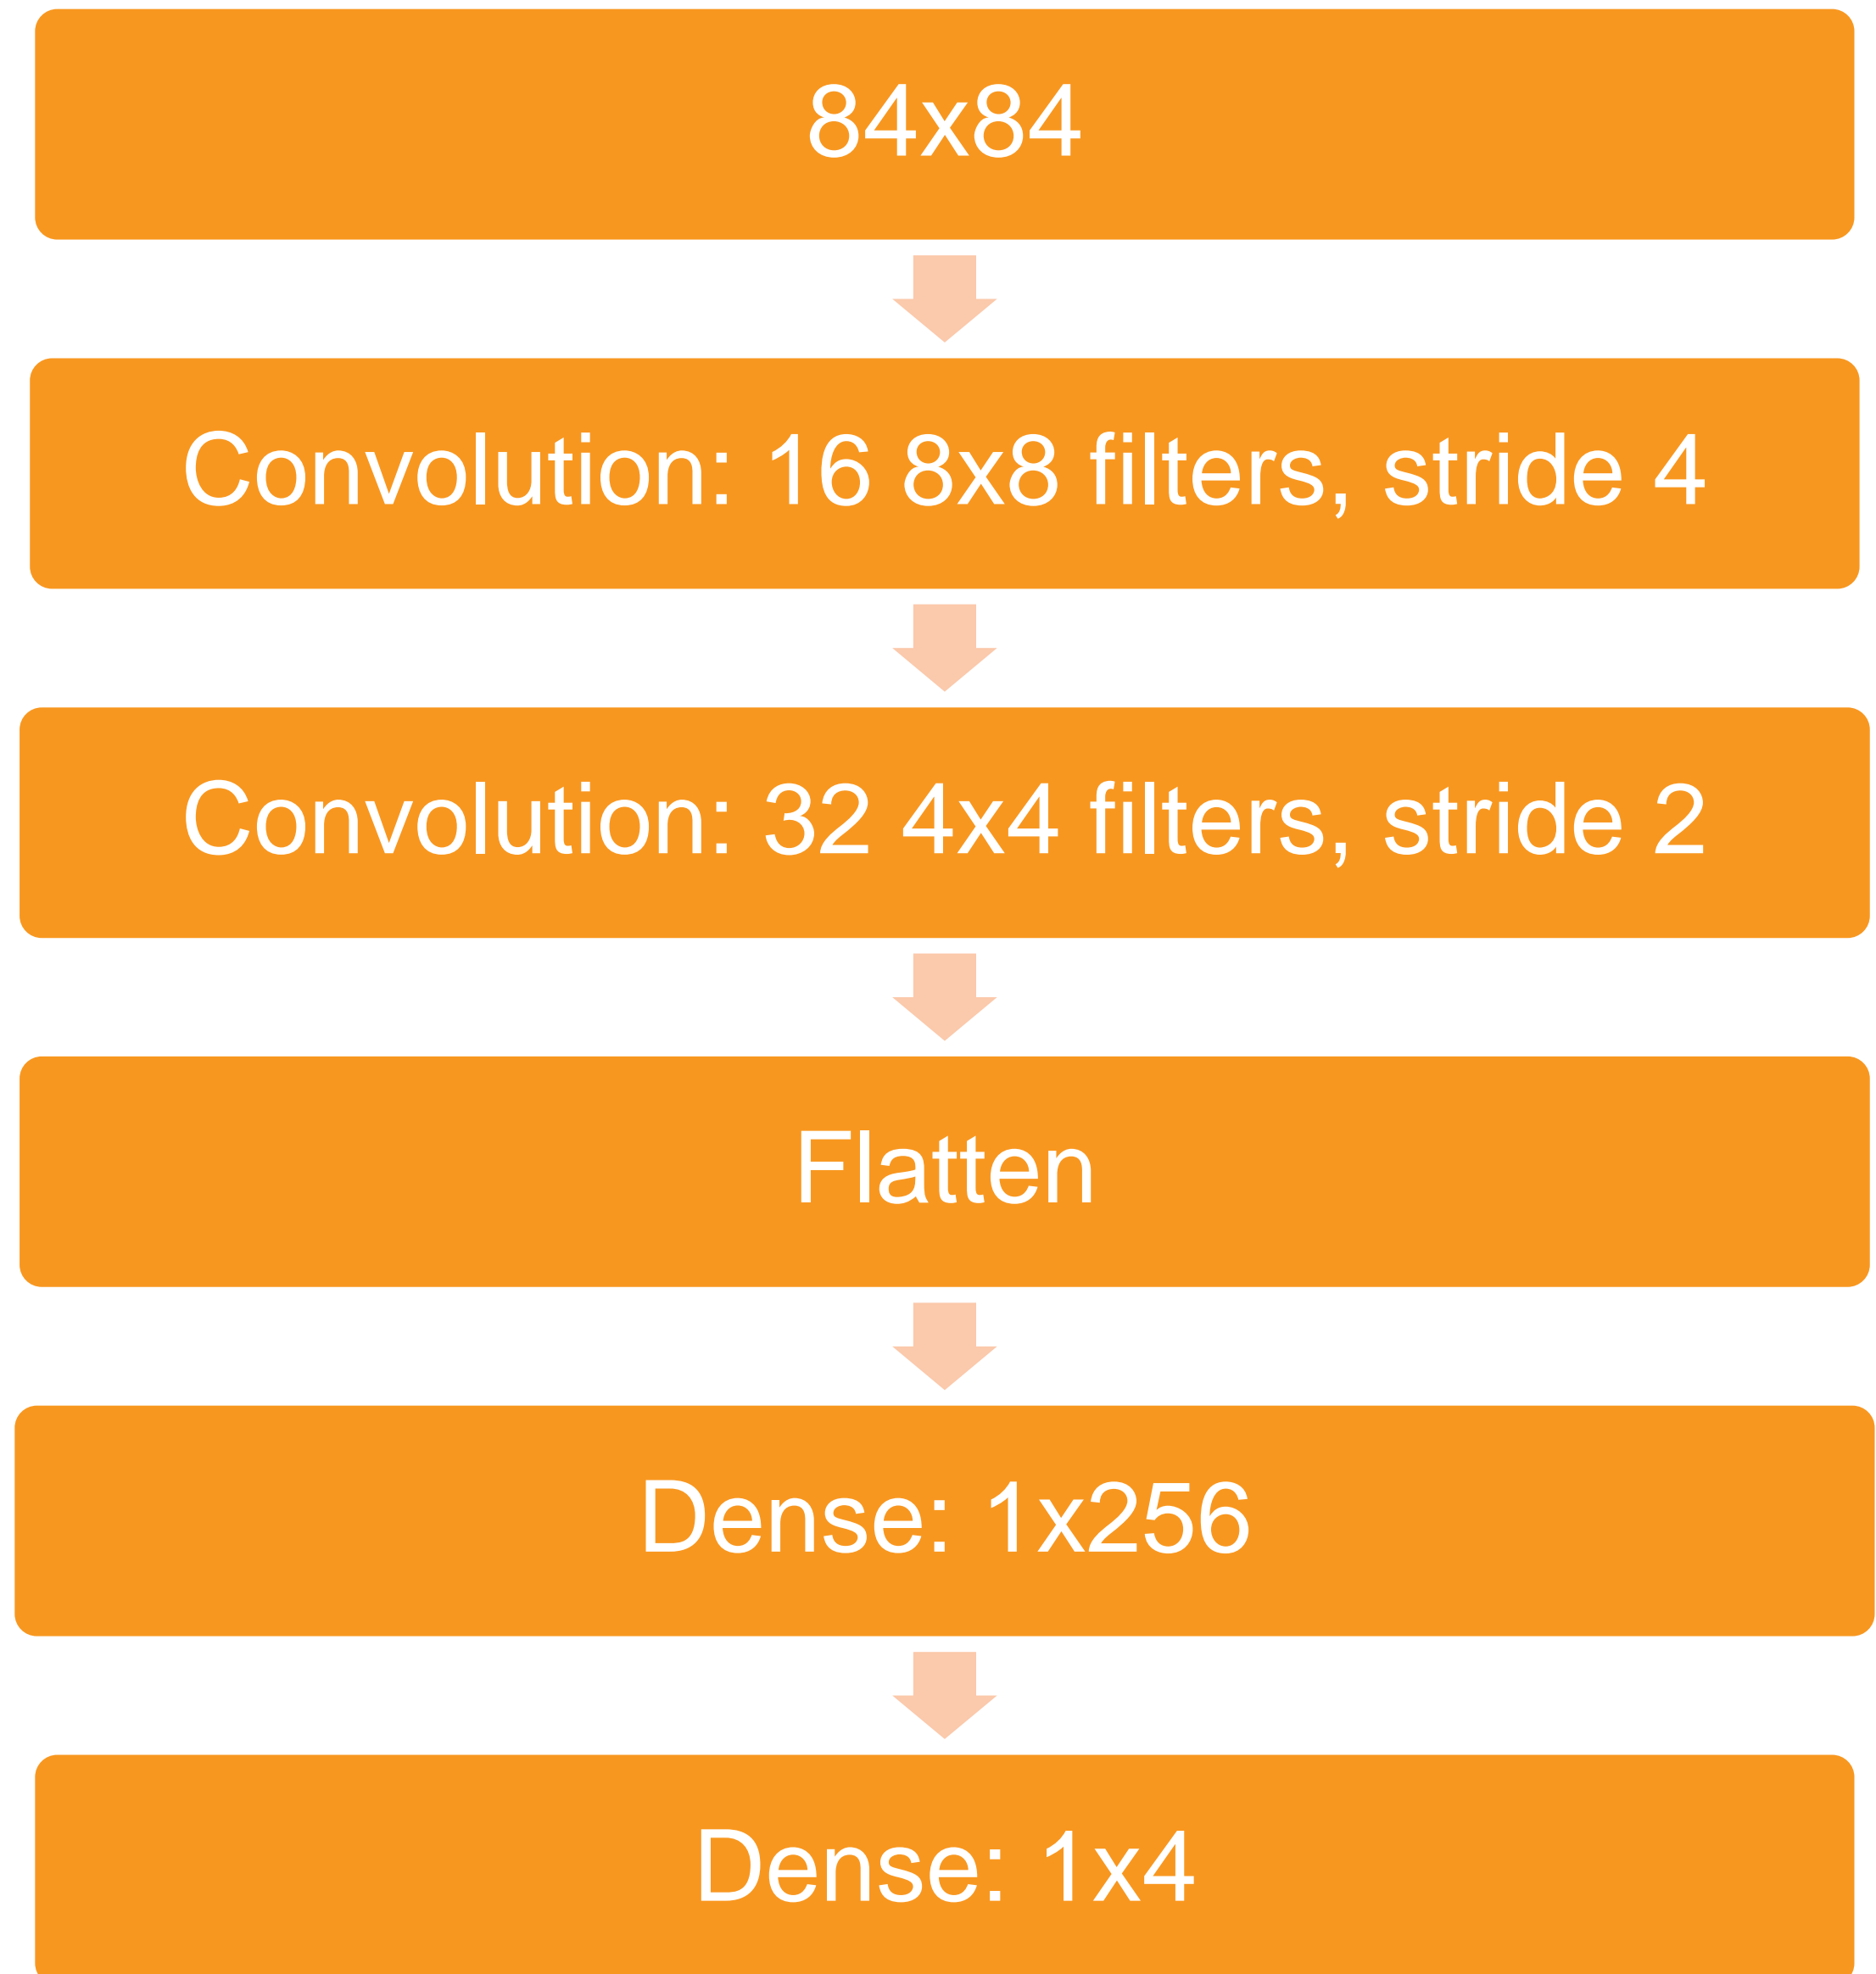 84x84
Convolution: 16 8x8 filters, stride 4
Convolution: 32 4x4 filters, stride 2
Flatten
Dense: 1x256
Dense: 1x4